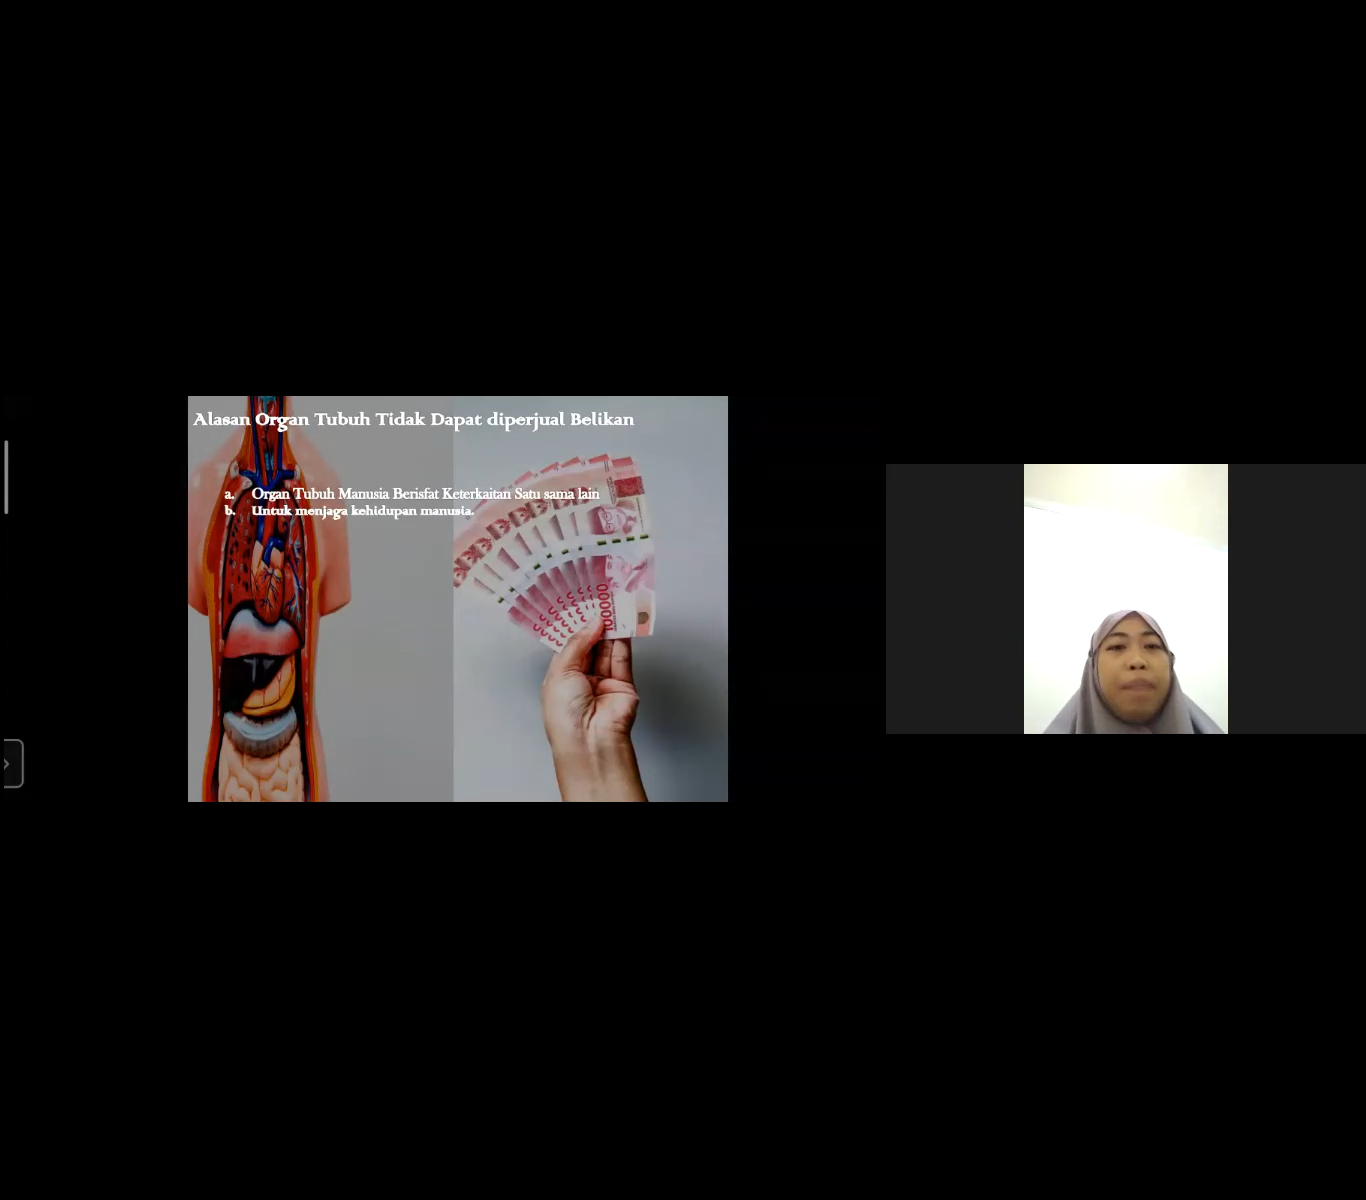 Alasan Organ Tubuh Tidak Dapat diperjual Belikan
a. Organ Tubuh Manusia Berisfat Keterkaitan Satu sama lain
b. Untuk menjaga kehidupan manusia.
100000